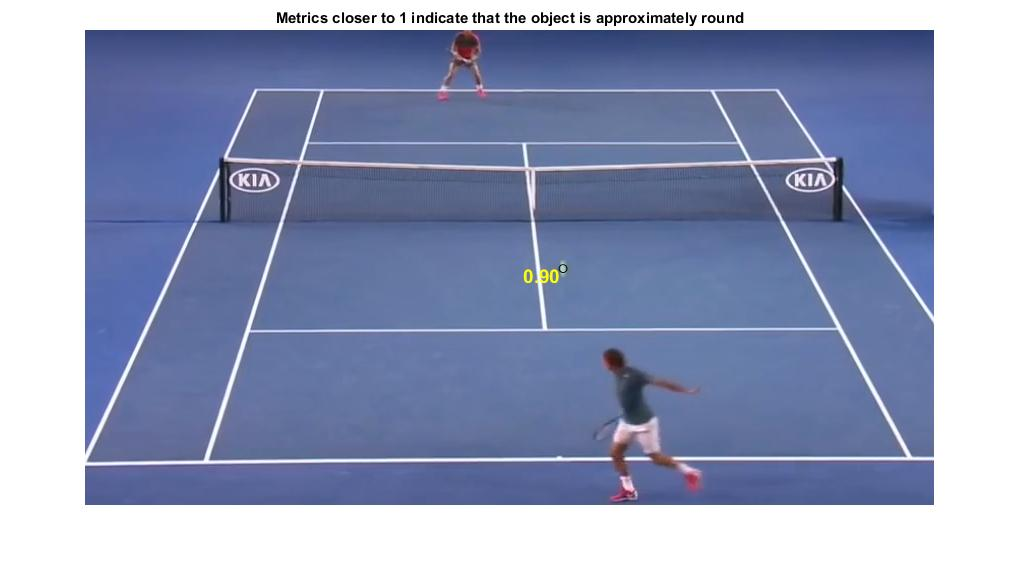 Metrics closer to 1 indicate that the object is approximately round
KIA
KIA
0.90